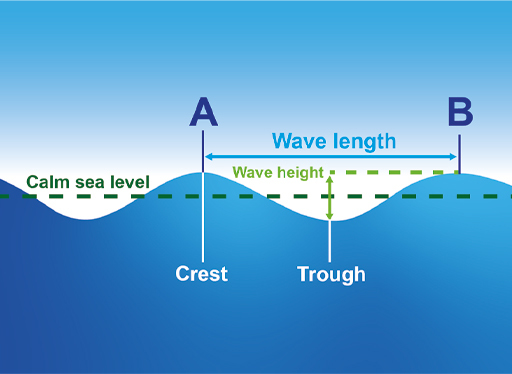 A
B
Wave length
Wave height
Calm sea level
Crest
Trough